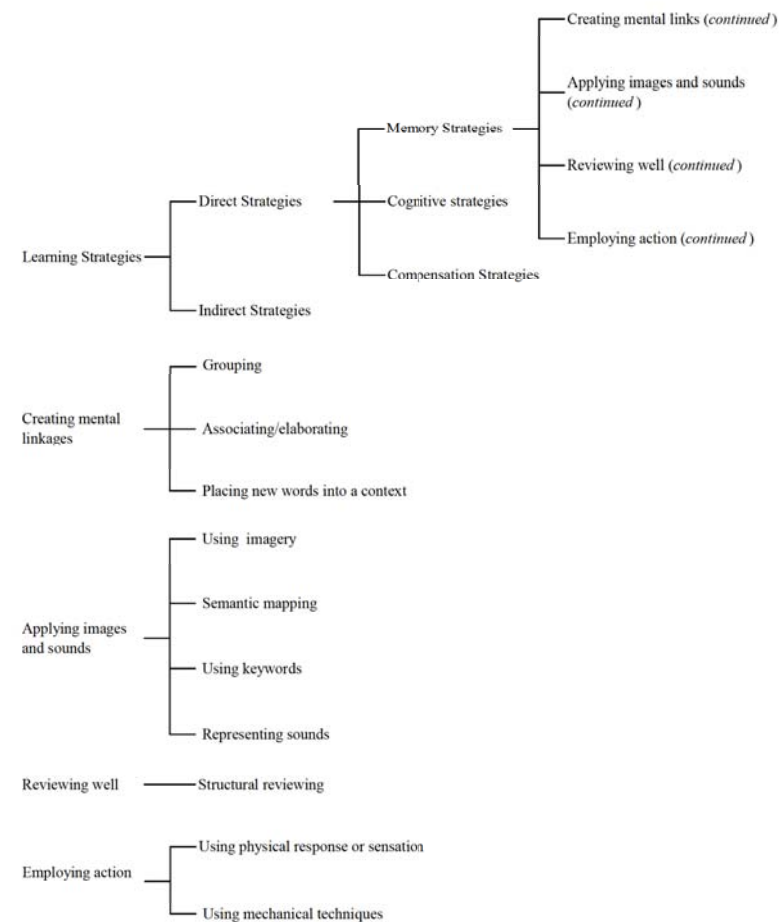 Creating mental links (continued)
Applying images and sounds
(continued)
Memory Strategies
Reviewing well (continued)
Direct Strategies
Cognitive strategies
Employing action (continued)
Learning Strategies
Compensation Strategies
Indirect Strategies
Grouping
Creating mental
linkages
Associating/elaborating
Placing new words into a context
Using imagery
Semantic mapping
Applying images
and sounds
Using keywords
Representing sounds
Reviewing well
Structural reviewing
Using physical response or sensation
Employing action
Using mechanical techniques